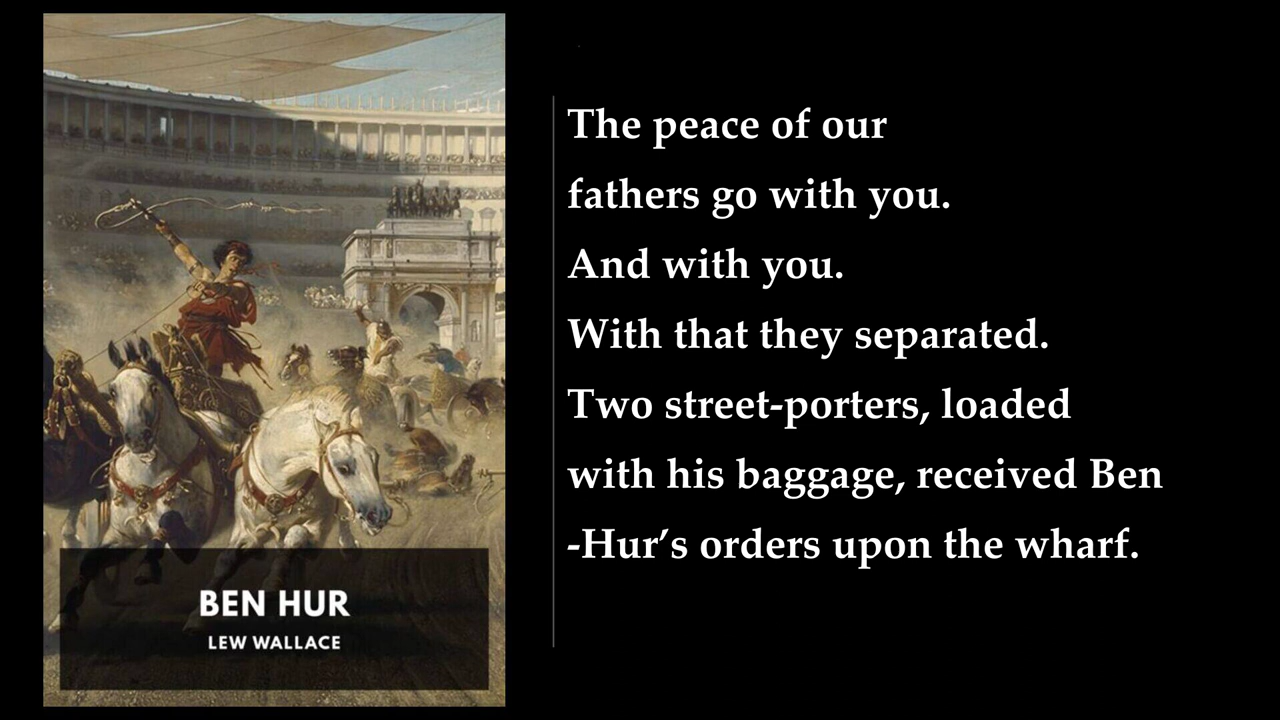 BEN HUR
LEW WALLACE
The peace of our
fathers go with you.
And with you.
With that they separated.
Two street-porters, loaded
with his baggage, received Ben
-Hur’s orders upon the wharf.